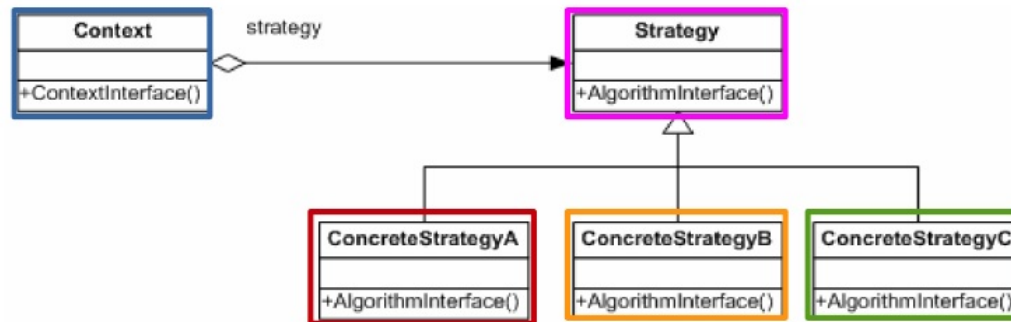 Context
strategy
Strategy
+ContextInterface()
+AlgorithmInterface()
ConcreteStrategyA
ConcreteStrategyB
ConcreteStrategyC
+AlgorithmInterface()
+AlgorithmInterface()
+AlgorithmInterface()